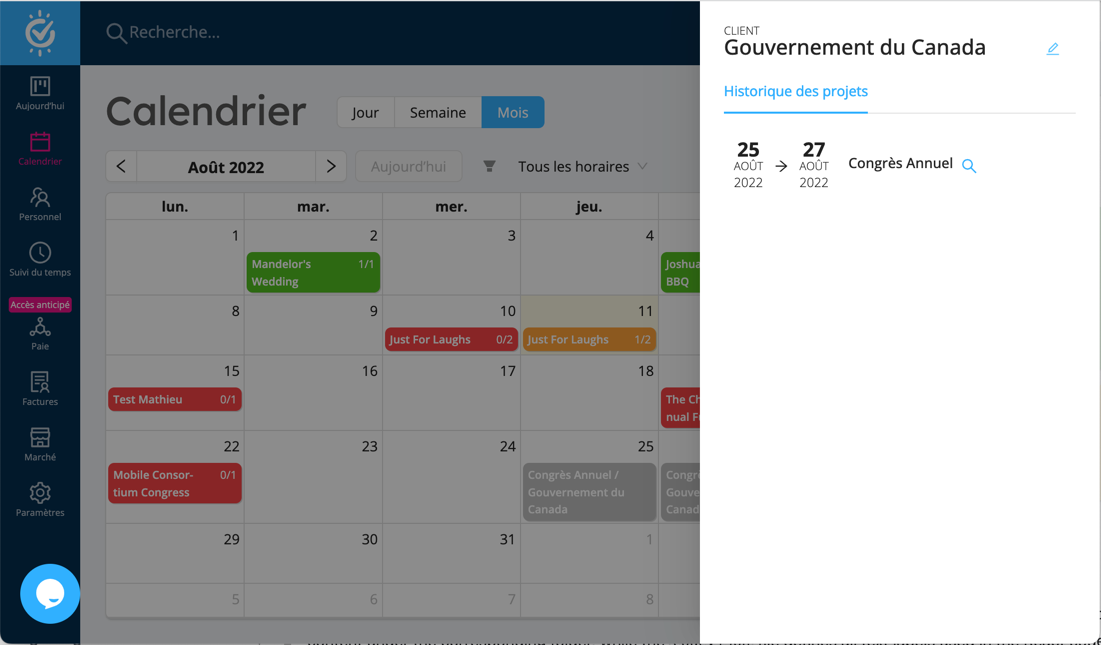 Recherche...
CLIENT
Gouvernement du Canada
Historique des projets
25 AOÛT 2022
27 AOÛT 2022
Congrès Annuel
Aujourd'hui
Calendrier
Personnel
Suivi du temps
Accès anticipé
Paie
Factures
Marché
Paramètres
Calendrier
Jour
Semaine
Mois
Août 2022
Aujourd'hui
Tous les horaires
lun. mar. mer. jeu.
1 2 3 4
Mandelor's 1/1
Wedding
Joshua
BBQ
8 9 10 11
Just For Laughs 0/2
Just For Laughs 1/2
15 16 17 18
Test Mathieu 0/1
The Ch
nual F
22 23 24 25
Mobile Consor- 0/1
tium Congress
Congrès Annuel /
Gouvernement du
Canada
Congr
Gouve
Canad
29 30 31 1
5 6 7 8